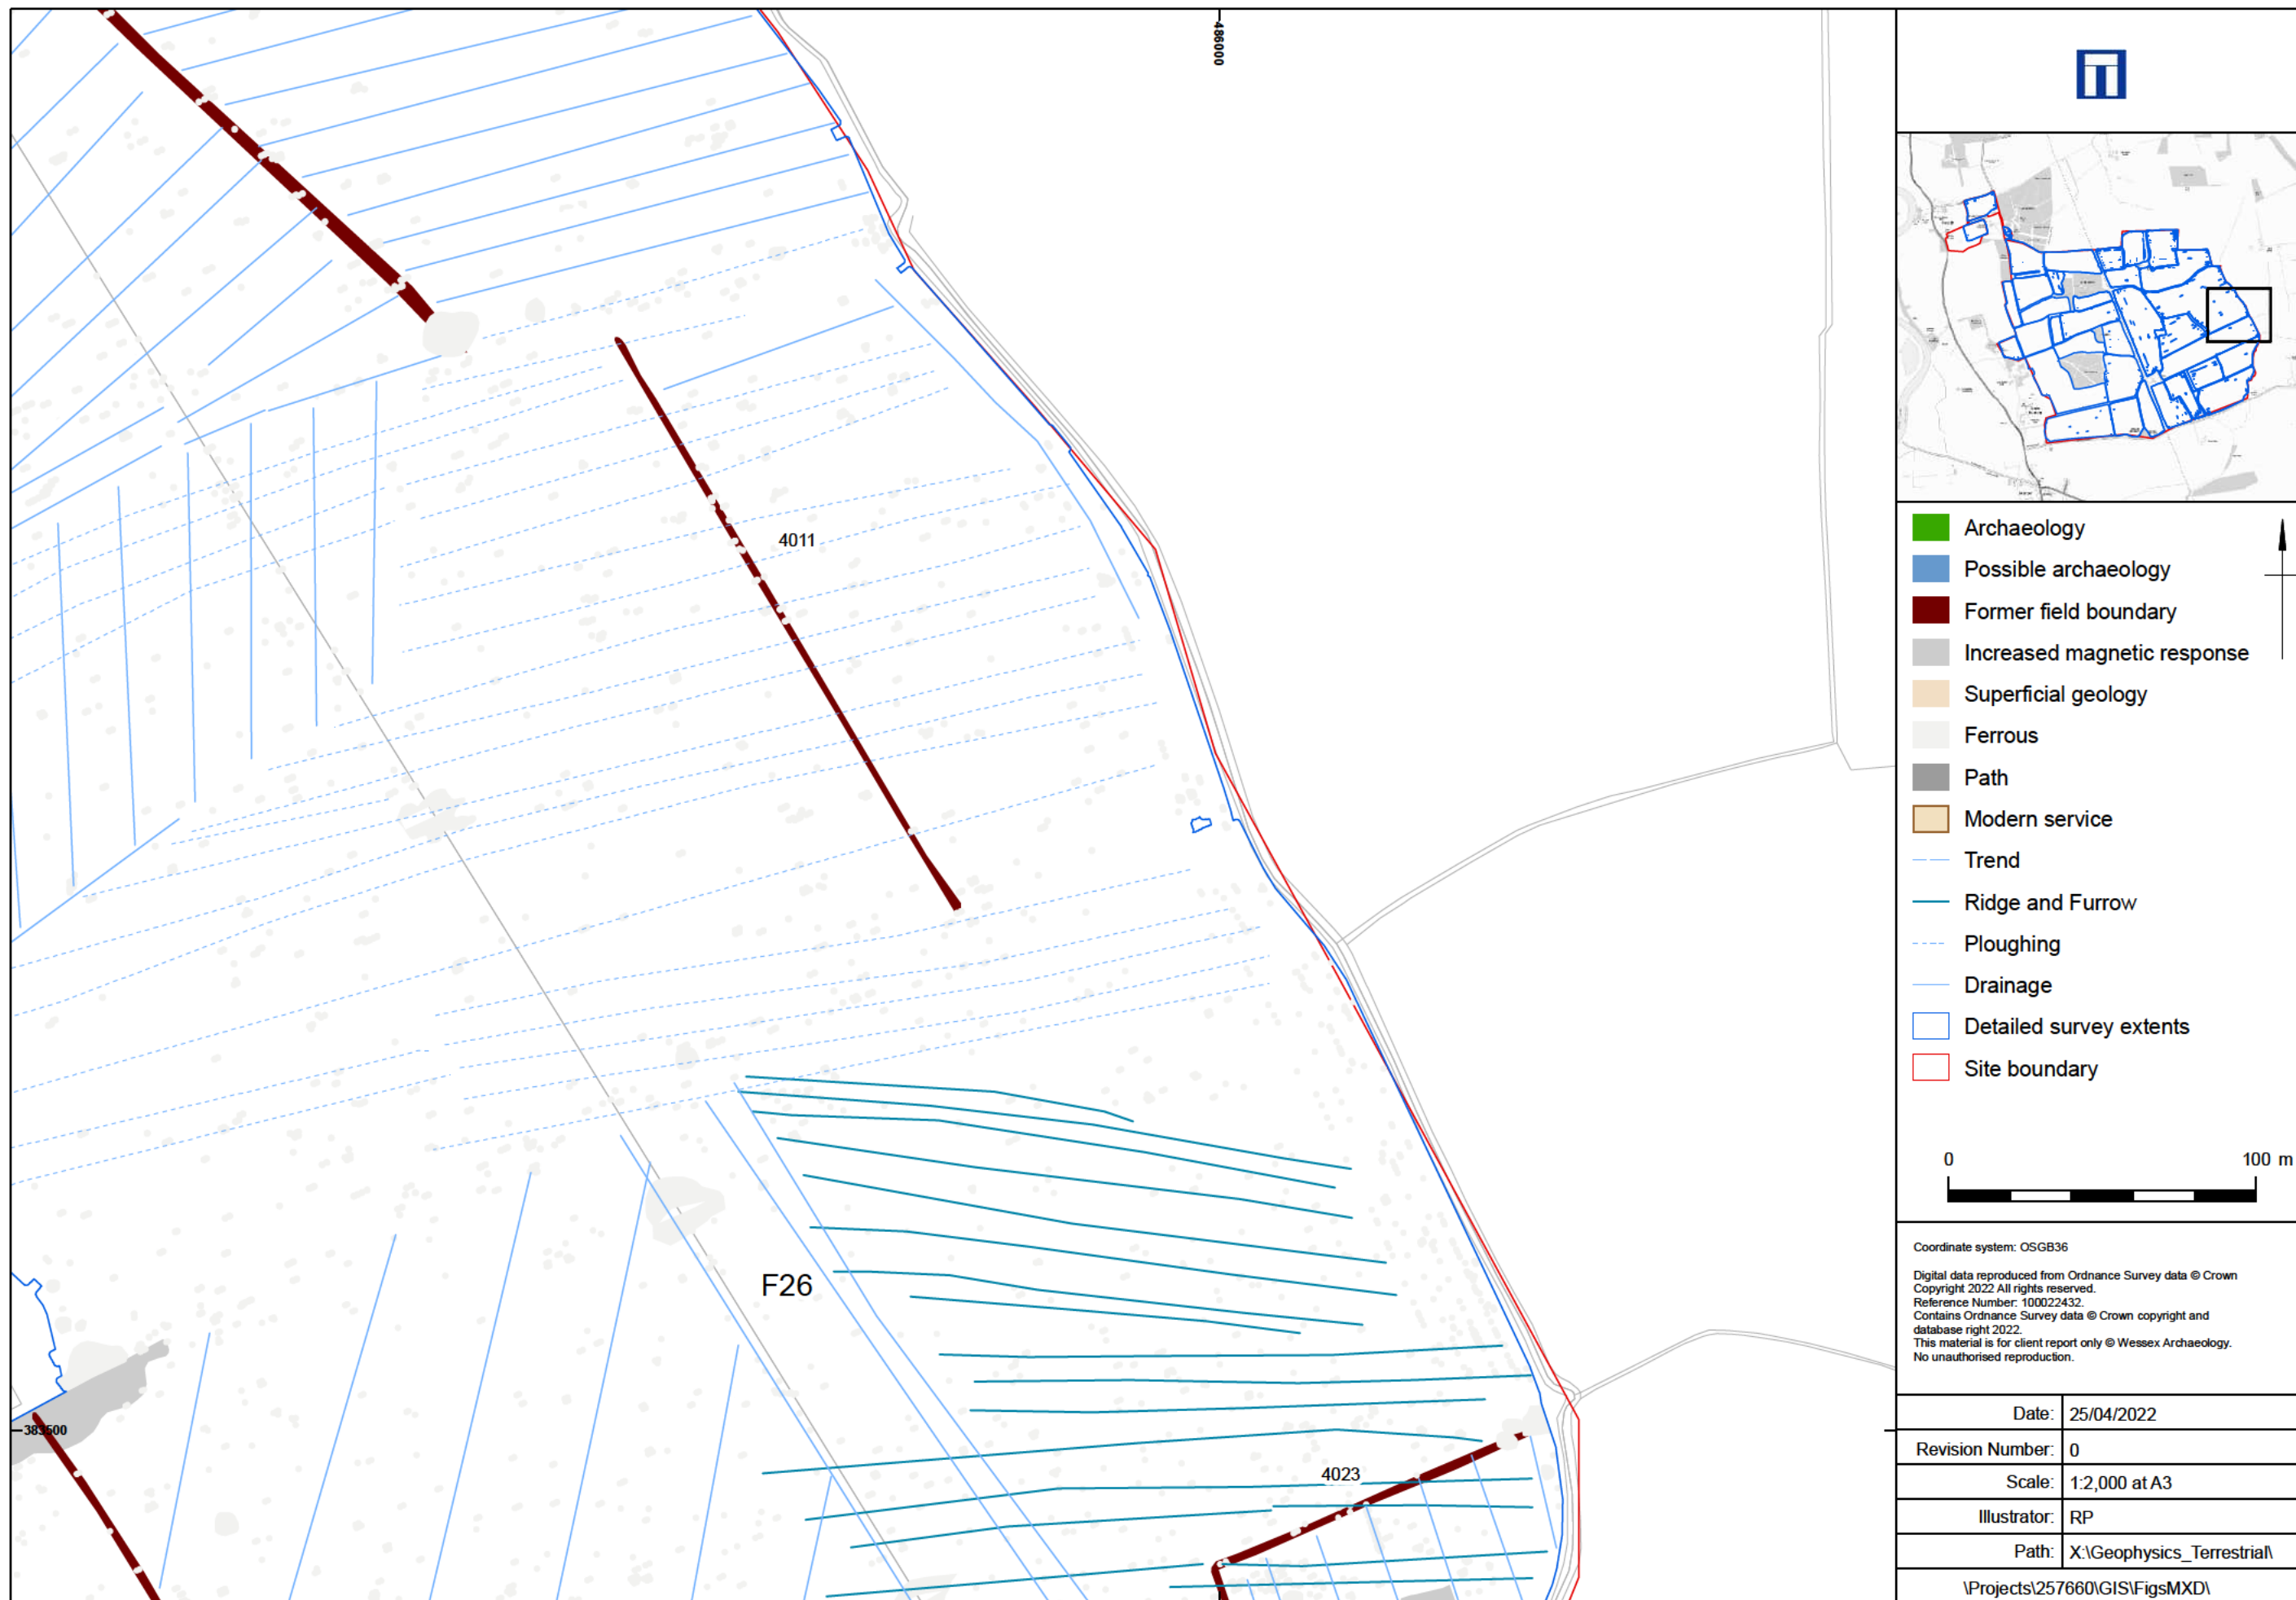 486000
4011
F26
383500
4023
Archaeology
Possible archaeology
Former field boundary
Increased magnetic response
Superficial geology
Ferrous
Path
Modern service
Trend
Ridge and Furrow
Ploughing
Drainage
Detailed survey extents
Site boundary
0 100 m
Coordinate system: OSGB36
Digital data reproduced from Ordnance Survey data © Crown
Copyright 2022 All rights reserved.
Reference Number: 100022432.
Contains Ordnance Survey data © Crown copyright and
database right 2022.
This material is for client report only © Wessex Archaeology.
No unauthorised reproduction.
Date: 25/04/2022
Revision Number: 0
Scale: 1:2,000 at A3
Illustrator: RP
Path: X:\Geophysics_Terrestrial\
\Projects\257660\GIS\FigsMXD\